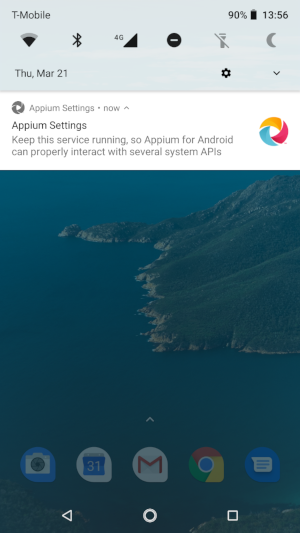 T-Mobile 90% 13:56
4G
Thu, Mar 21
Appium Settings • now
Appium Settings
Keep this service running, so Appium for Android
can properly interact with several system APIs
31